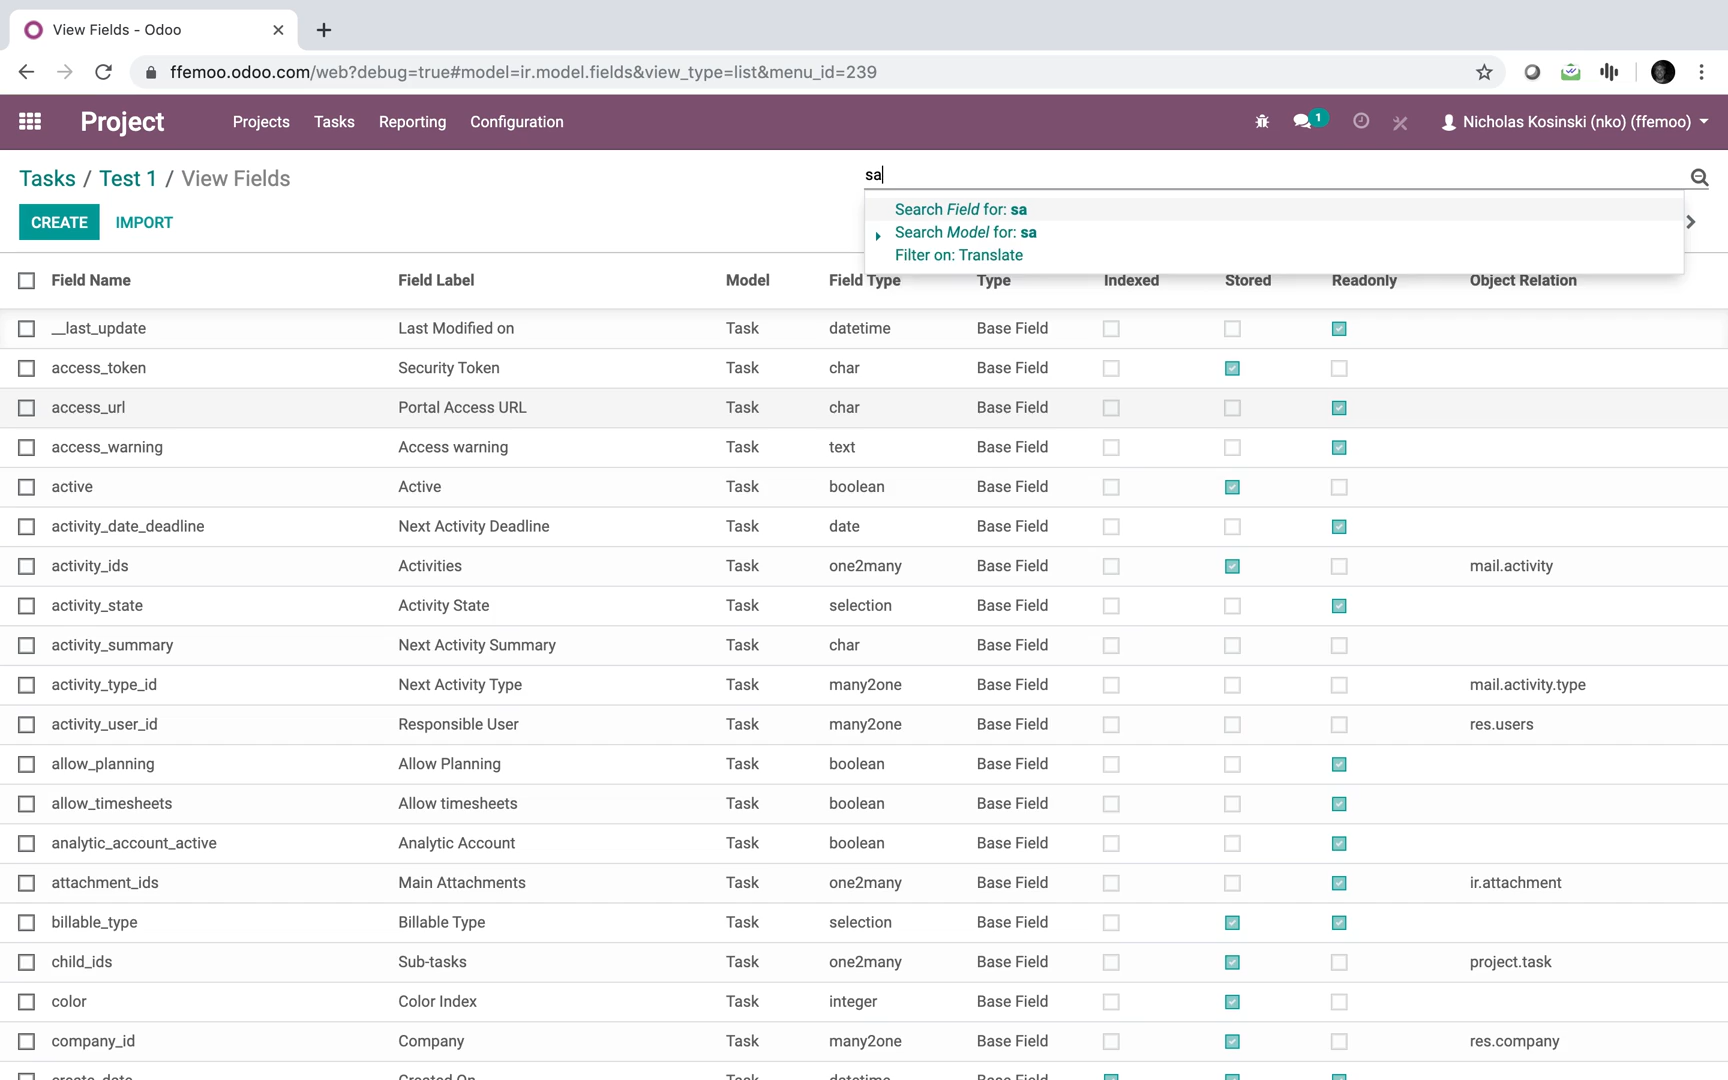 View Fields - Odoo
ffemoo.odoo.com/web?debug=true#model=ir.model.fields&view_type=list&menu_id=239
Project Projects Tasks Reporting Configuration 1 Nicholas Kosinski (nko) (ffemoo)
Tasks / Test 1 / View Fields
sa
CREATE IMPORT
Search Field for: sa
Search Model for: sa
Filter on: Translate
Field Name Field Label Model Field Type Type Indexed Stored Readonly Object Relation
__last_update Last Modified on Task datetime Base Field
access_token Security Token Task char Base Field
access_url Portal Access URL Task char Base Field
access_warning Access warning Task text Base Field
active Active Task boolean Base Field
activity_date_deadline Next Activity Deadline Task date Base Field
activity_ids Activities Task one2many Base Field mail.activity
activity_state Activity State Task selection Base Field
activity_summary Next Activity Summary Task char Base Field
activity_type_id Next Activity Type Task many2one Base Field mail.activity.type
activity_user_id Responsible User Task many2one Base Field res.users
allow_planning Allow Planning Task boolean Base Field
allow_timesheets Allow timesheets Task boolean Base Field
analytic_account_active Analytic Account Task boolean Base Field
attachment_ids Main Attachments Task one2many Base Field ir.attachment
billable_type Billable Type Task selection Base Field
child_ids Sub-tasks Task one2many Base Field project.task
color Color Index Task integer Base Field
company_id Company Task many2one Base Field res.company
create_date Created On Task datetime Base Field